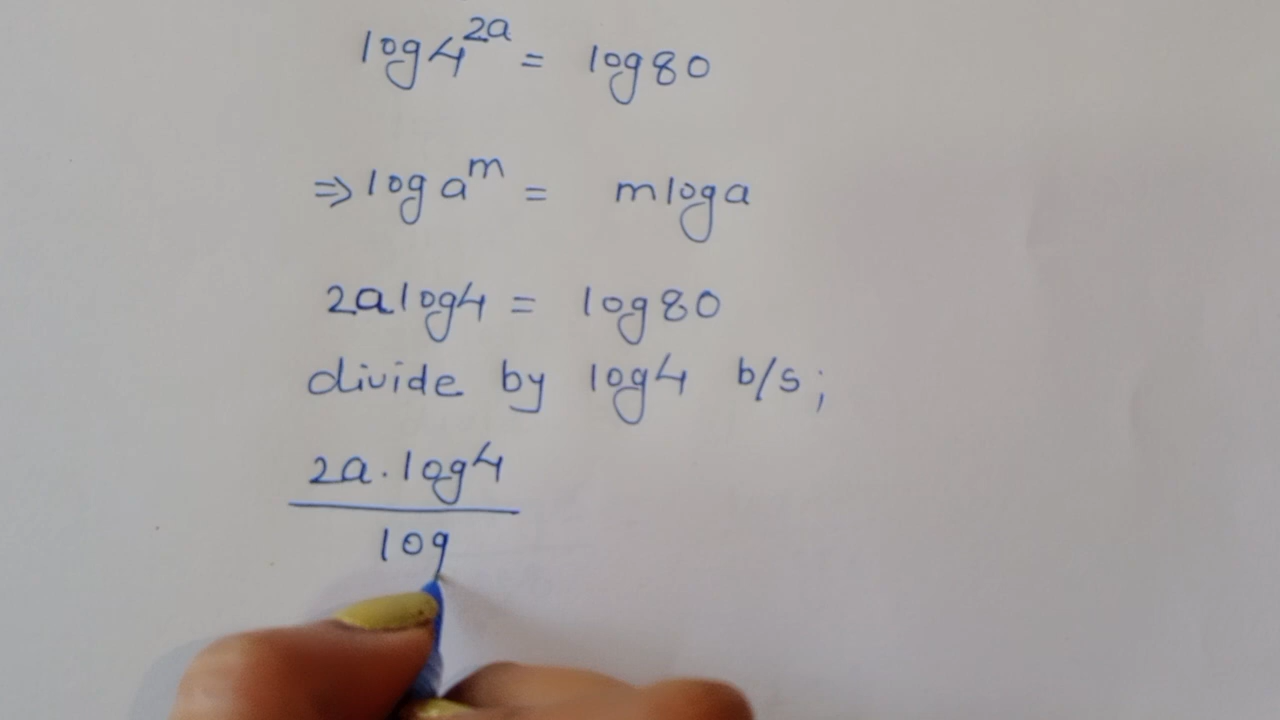 log4^2a = log80
⇒ log a^m = mloga
2alog4 = log80
divide by log4 b/s;
2a.log4
log